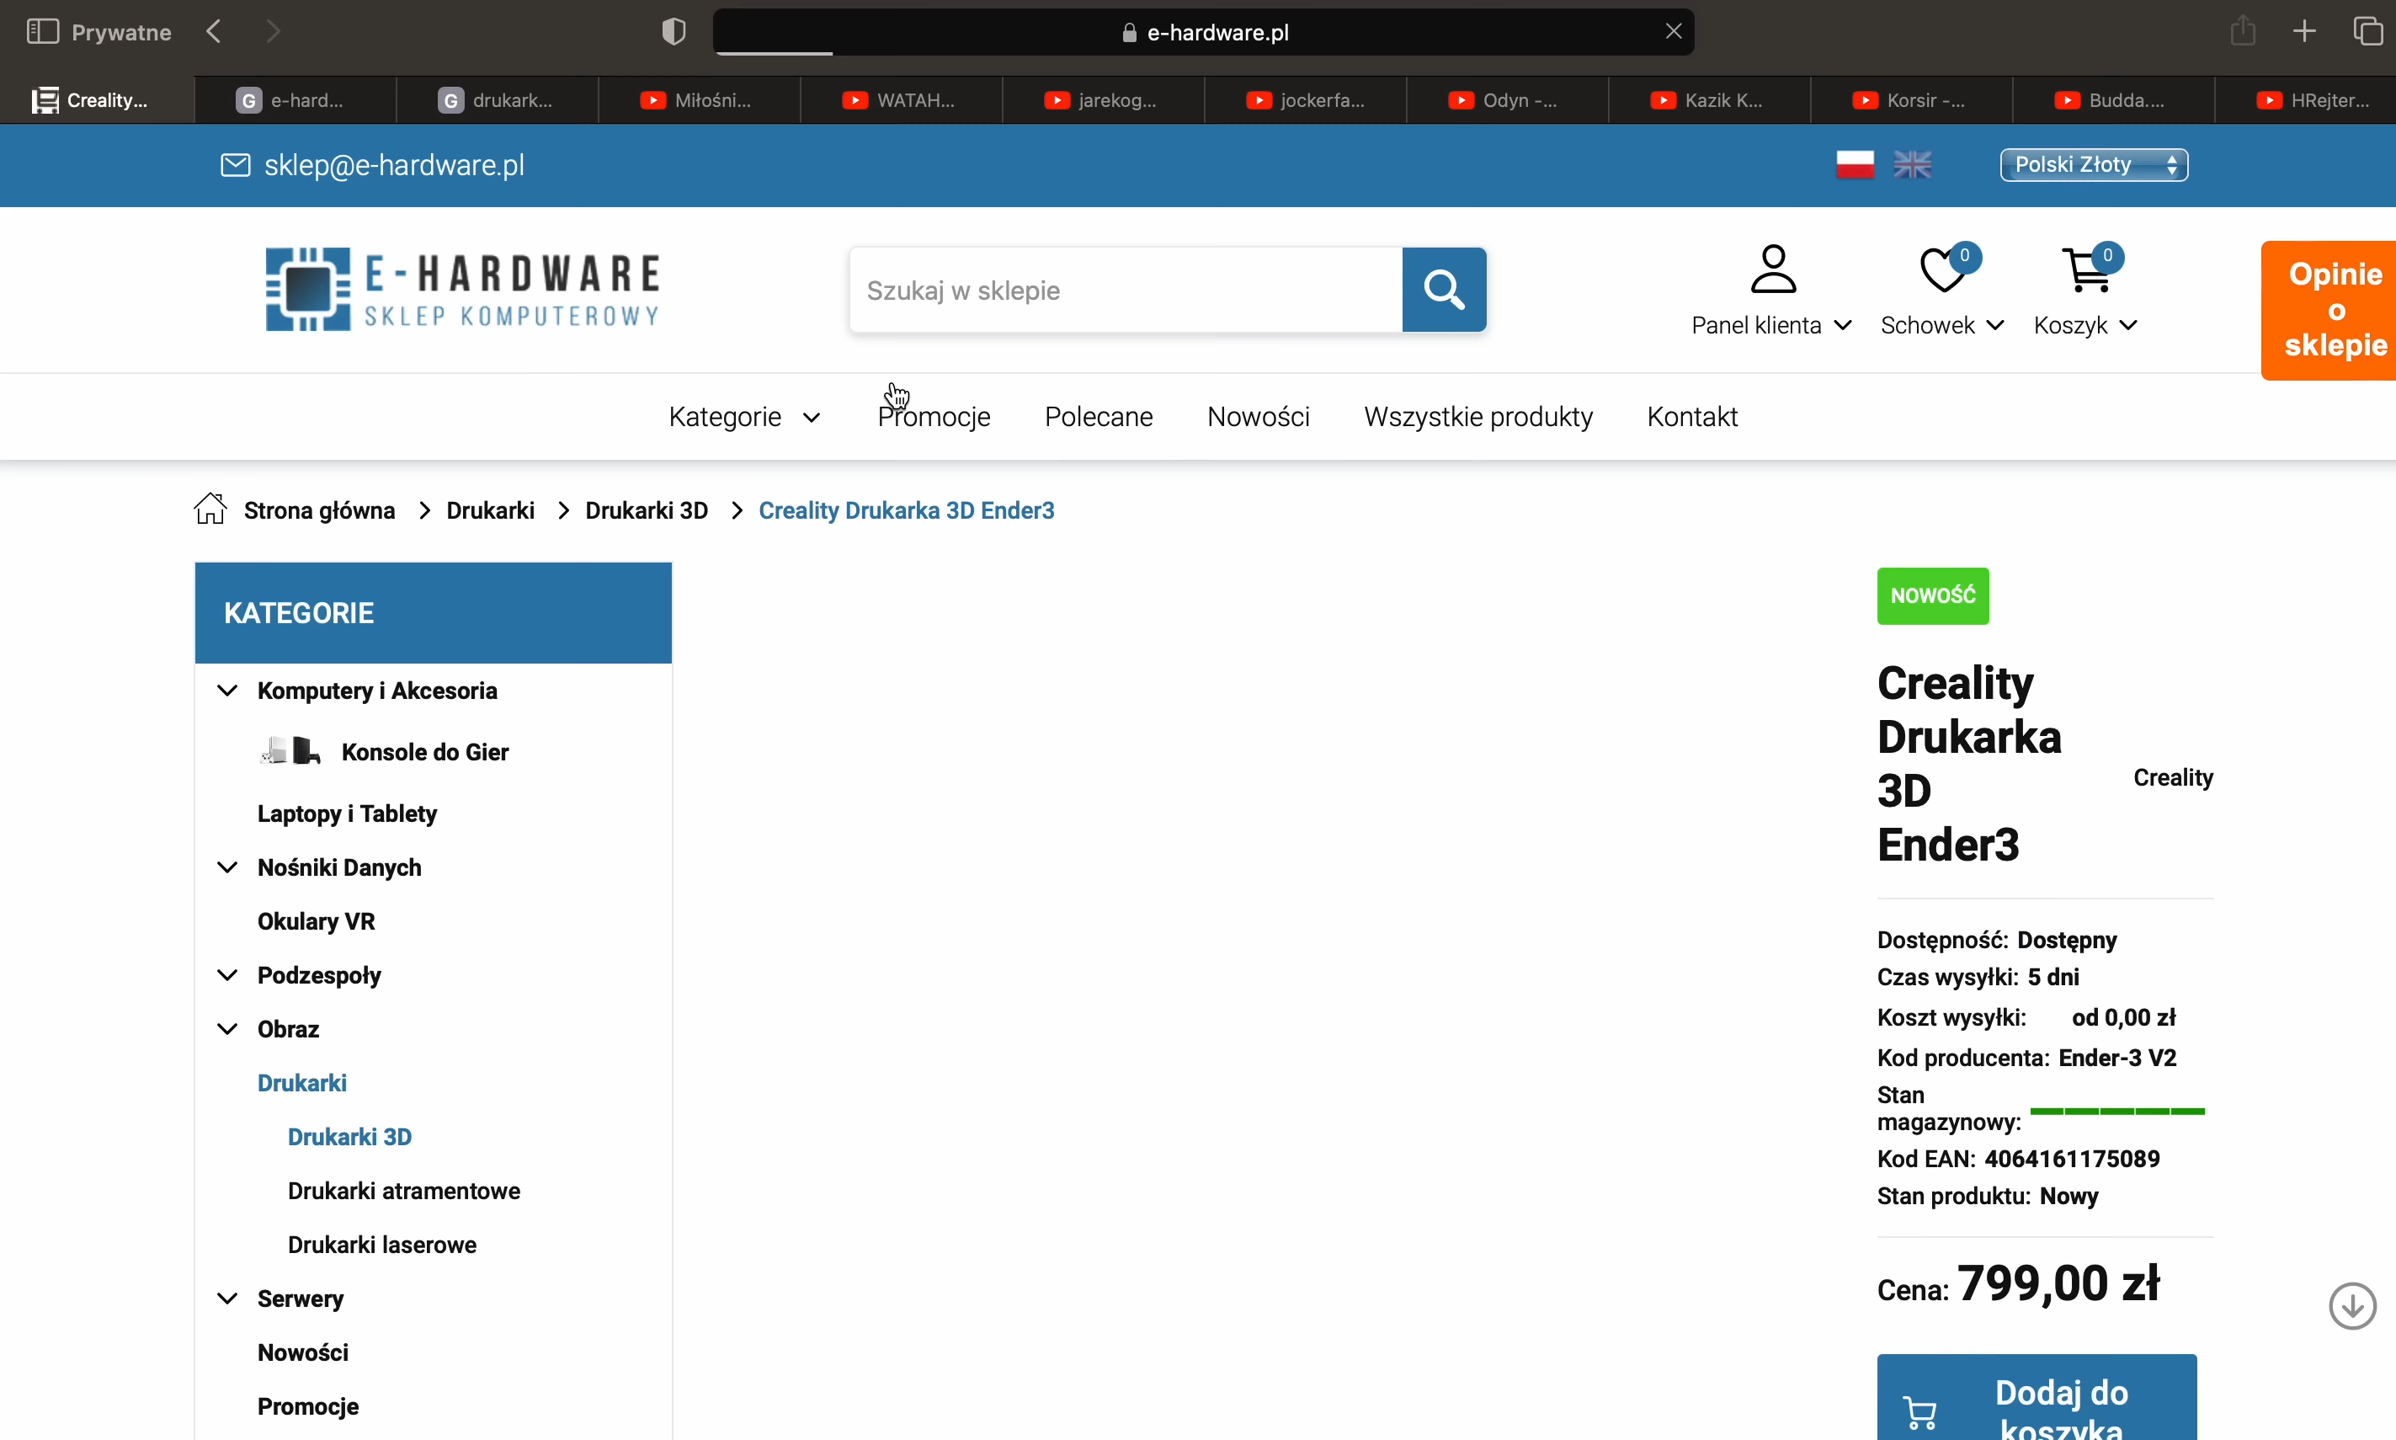 Prywatne
e-hardware.pl
Creality...
e-hard...
drukark...
Miłośni...
WATAH...
jarekog...
jockerfa...
Odyn -...
Kazik K...
Korsir -...
Budda....
HRejter...
sklep@e-hardware.pl
Polski Złoty
E-HARDWARE
SKLEP KOMPUTEROWY
Szukaj w sklepie
Panel klienta
0
Schowek
0
Koszyk
Opinie
o
sklepie
Kategorie
Promocje
Polecane
Nowości
Wszystkie produkty
Kontakt
Strona główna > Drukarki > Drukarki 3D > Creality Drukarka 3D Ender3
KATEGORIE
Komputery i Akcesoria
Konsole do Gier
Laptopy i Tablety
Nośniki Danych
Okulary VR
Podzespoły
Obraz
Drukarki
Drukarki 3D
Drukarki atramentowe
Drukarki laserowe
Serwery
Nowości
Promocje
NOWOŚĆ
Creality
Drukarka
3D
Ender3
Creality
Dostępność: Dostępny
Czas wysyłki: 5 dni
Koszt wysyłki: od 0,00 zł
Kod producenta: Ender-3 V2
Stan
magazynowy:
Kod EAN: 4064161175089
Stan produktu: Nowy
Cena: 799,00 zł
Dodaj do
koszyka